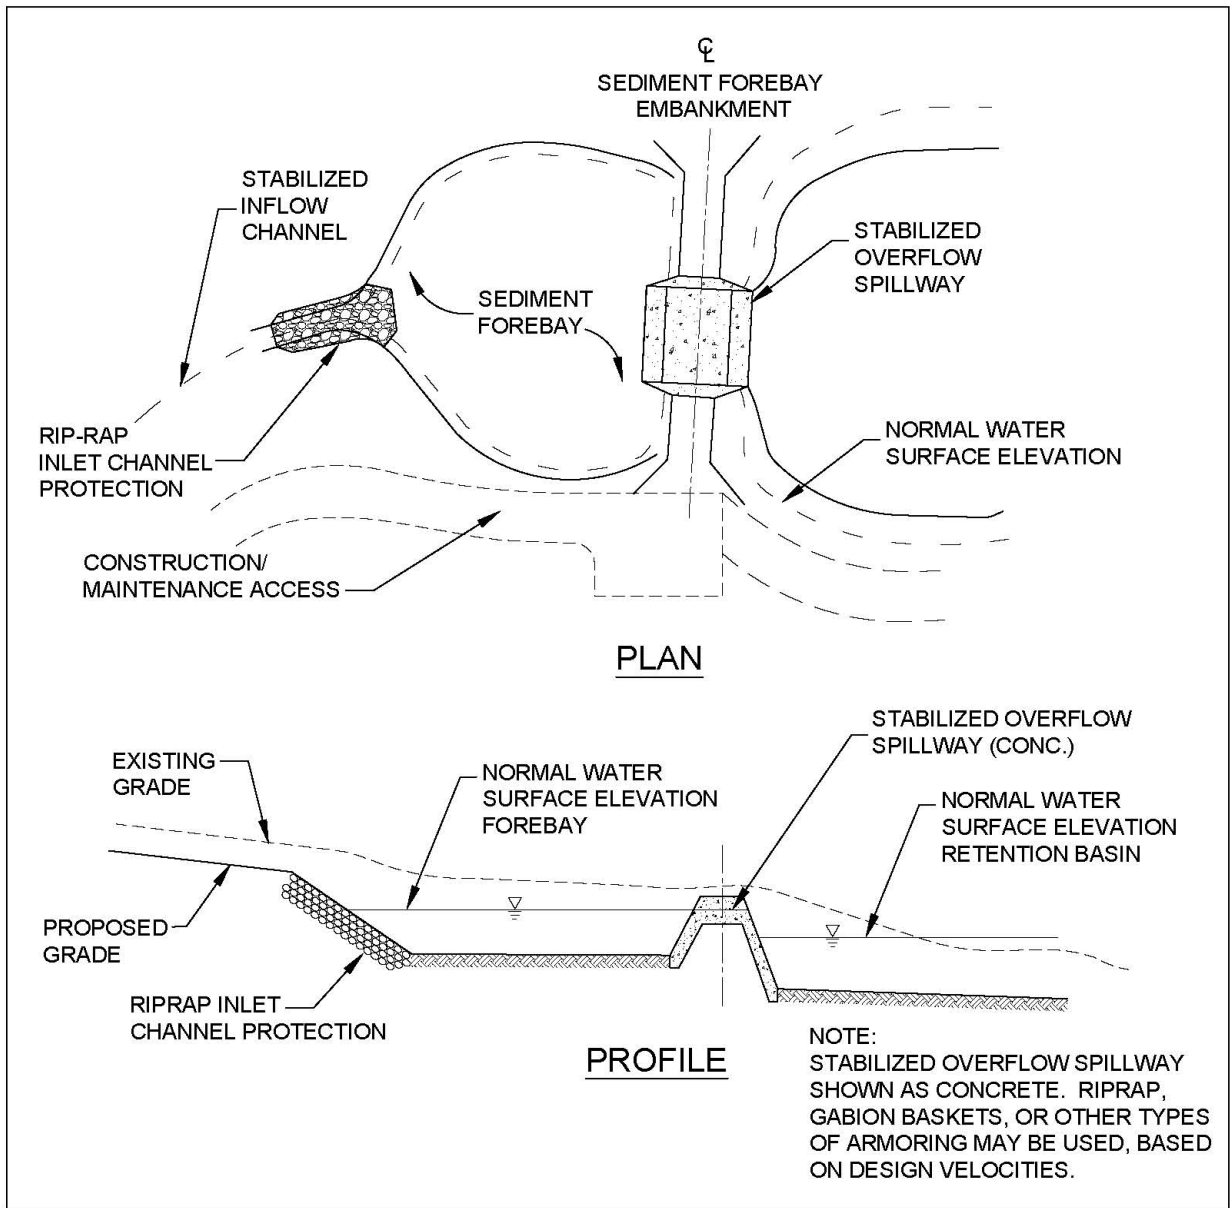 ℄
SEDIMENT FOREBAY
EMBANKMENT
STABILIZED
INFLOW
CHANNEL
STABILIZED
OVERFLOW
SPILLWAY
SEDIMENT
FOREBAY
RIP-RAP
INLET CHANNEL
PROTECTION
NORMAL WATER
SURFACE ELEVATION
CONSTRUCTION/
MAINTENANCE ACCESS
PLAN
STABILIZED OVERFLOW
SPILLWAY (CONC.)
EXISTING
GRADE
NORMAL WATER
SURFACE ELEVATION
FOREBAY
NORMAL WATER
SURFACE ELEVATION
RETENTION BASIN
PROPOSED
GRADE
RIPRAP INLET
CHANNEL PROTECTION
PROFILE
NOTE:
STABILIZED OVERFLOW SPILLWAY
SHOWN AS CONCRETE. RIPRAP,
GABION BASKETS, OR OTHER TYPES
OF ARMORING MAY BE USED, BASED
ON DESIGN VELOCITIES.